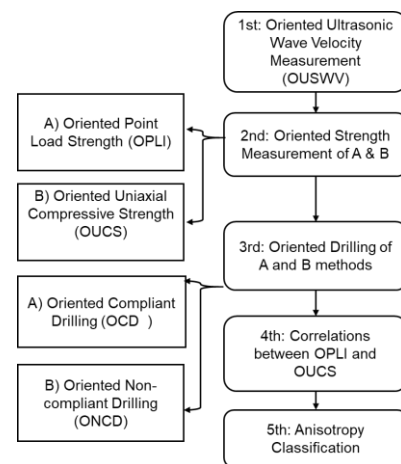 1st: Oriented Ultrasonic
Wave Velocity
Measurement
(OUSWV)
A) Oriented Point
Load Strength (OPLI)
2nd: Oriented Strength
Measurement of A & B
B) Oriented Uniaxial
Compressive Strength
(OUCS)
3rd: Oriented Drilling of
A and B methods
A) Oriented Compliant
Drilling (OCD )
4th: Correlations
between OPLI and
OUCS
B) Oriented Non-
compliant Drilling
(ONCD)
5th: Anisotropy
Classification